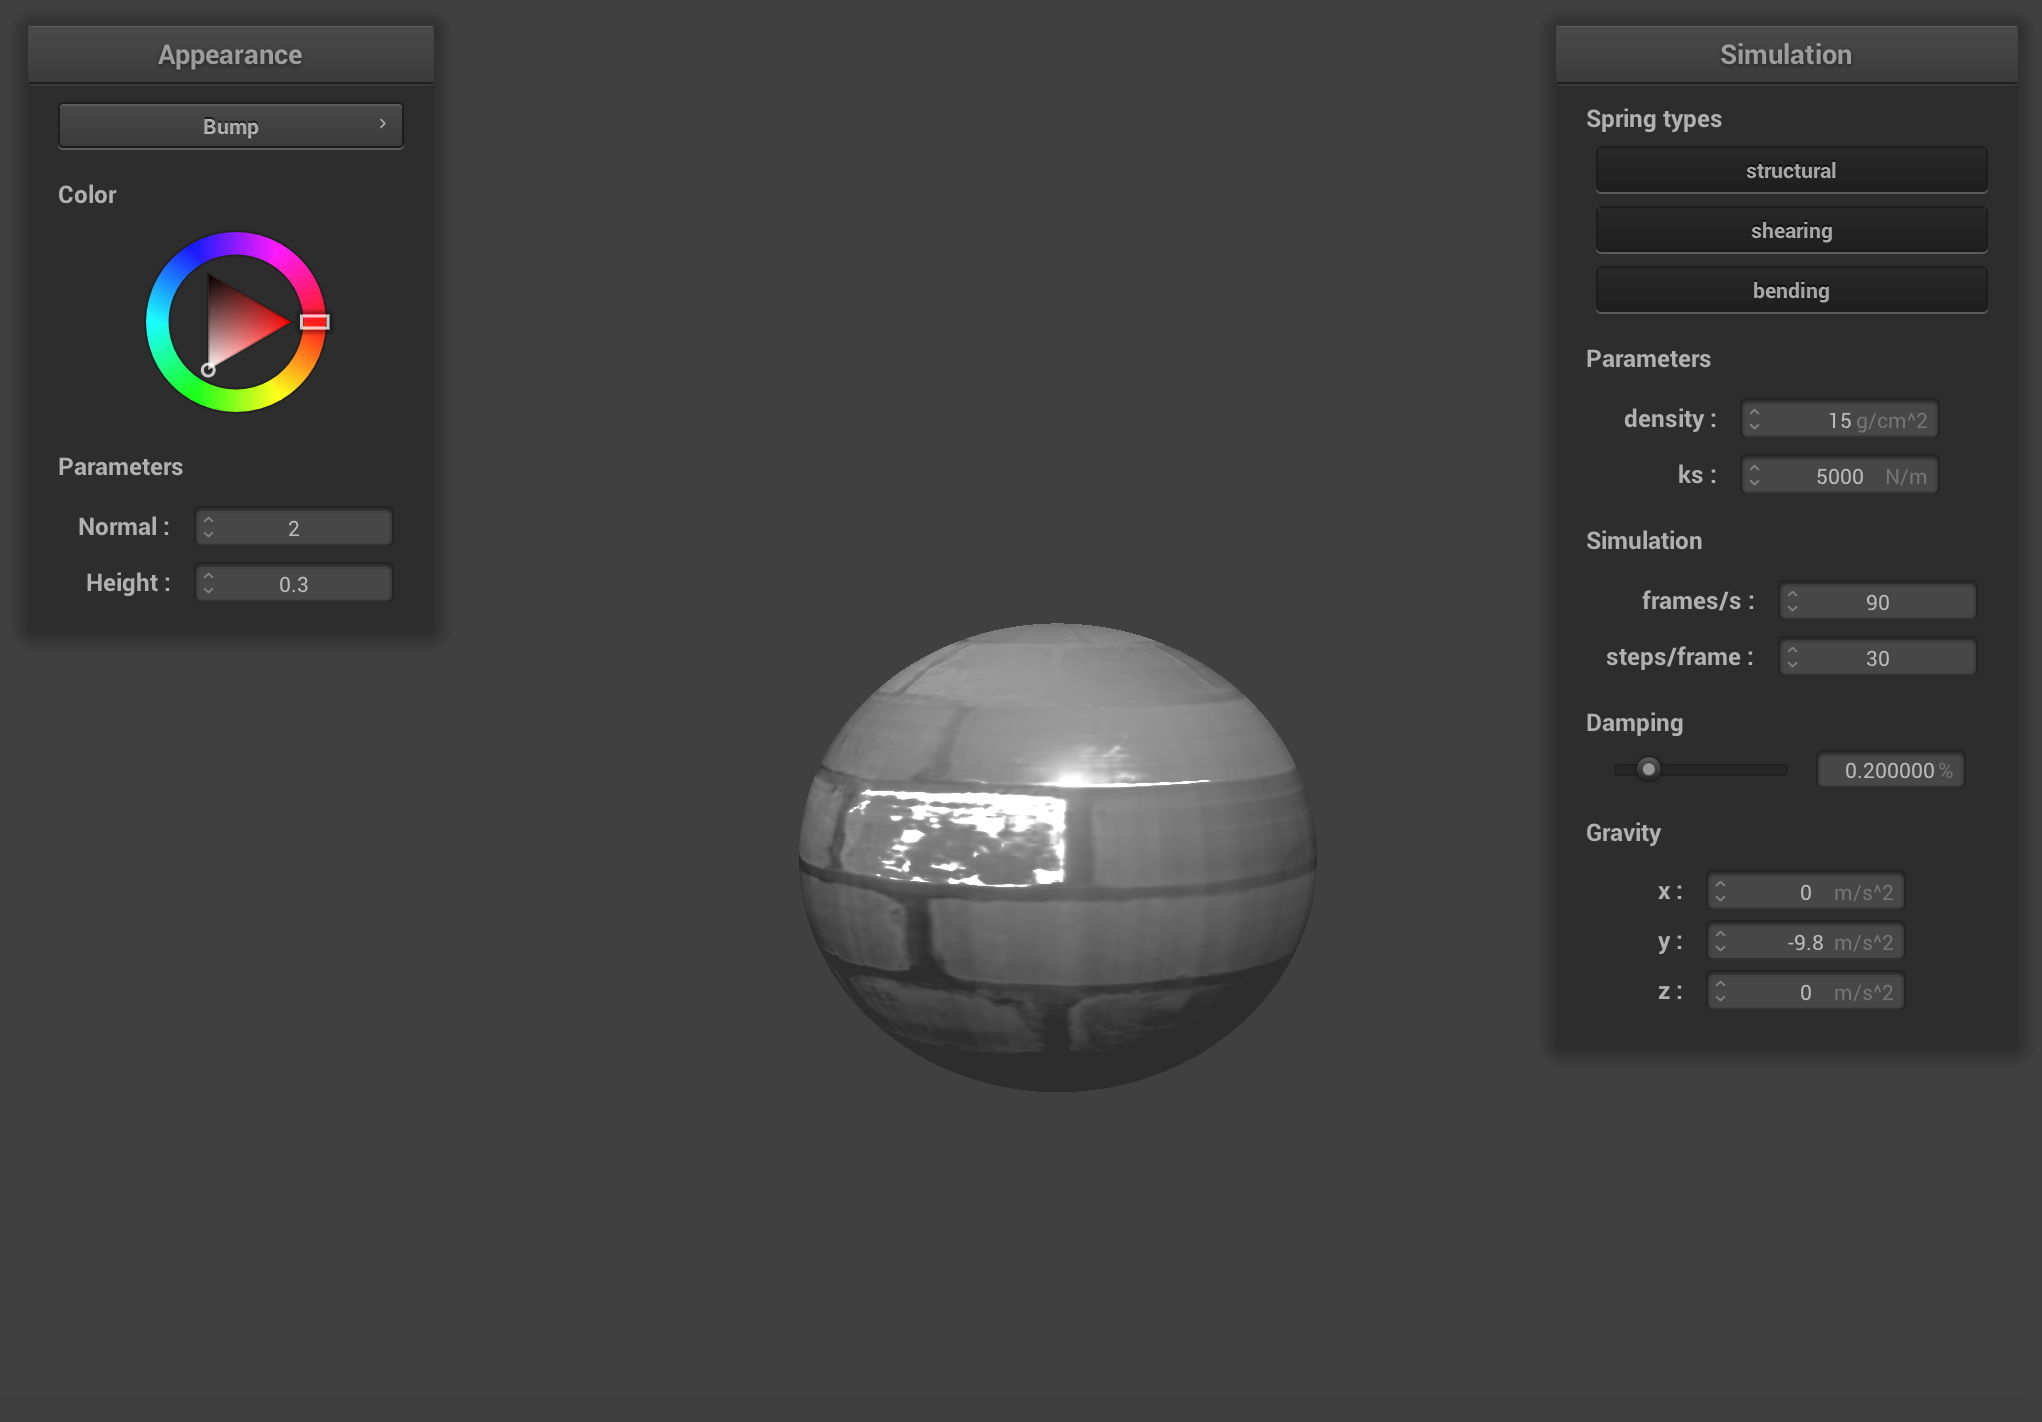 Appearance
Bump
Color
Parameters
Normal : 2
Height : 0.3
Simulation
Spring types
structural
shearing
bending
Parameters
density : 15 g/cm^2
ks : 5000 N/m
Simulation
frames/s : 90
steps/frame : 30
Damping
0.200000 %
Gravity
x : 0 m/s^2
y : -9.8 m/s^2
z : 0 m/s^2